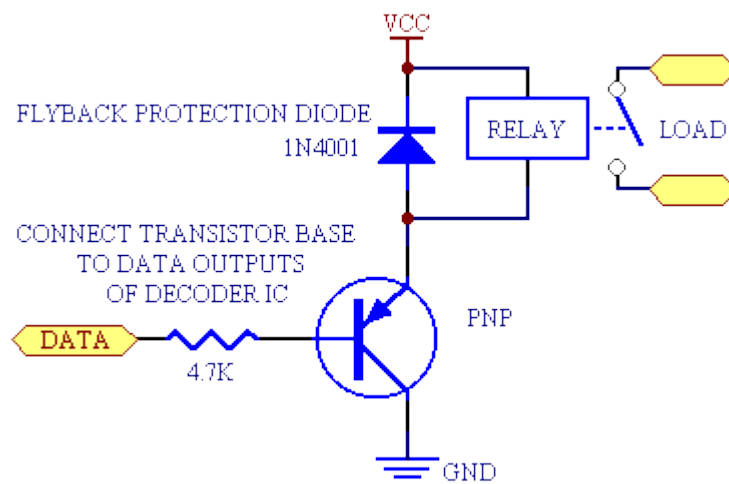 VCC
FLYBACK PROTECTION DIODE
1N4001
RELAY
LOAD
CONNECT TRANSISTOR BASE
TO DATA OUTPUTS
OF DECODER IC
PNP
DATA
4.7K
GND